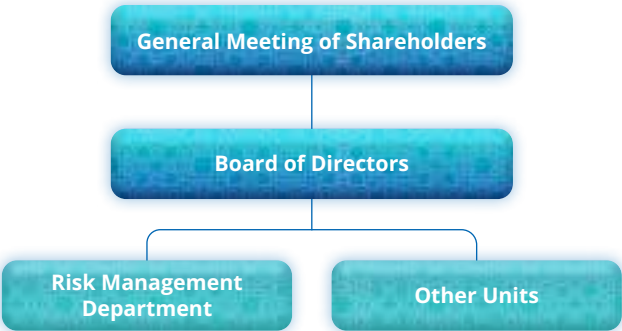 General Meeting of Shareholders
Board of Directors
Risk Management
Department
Other Units